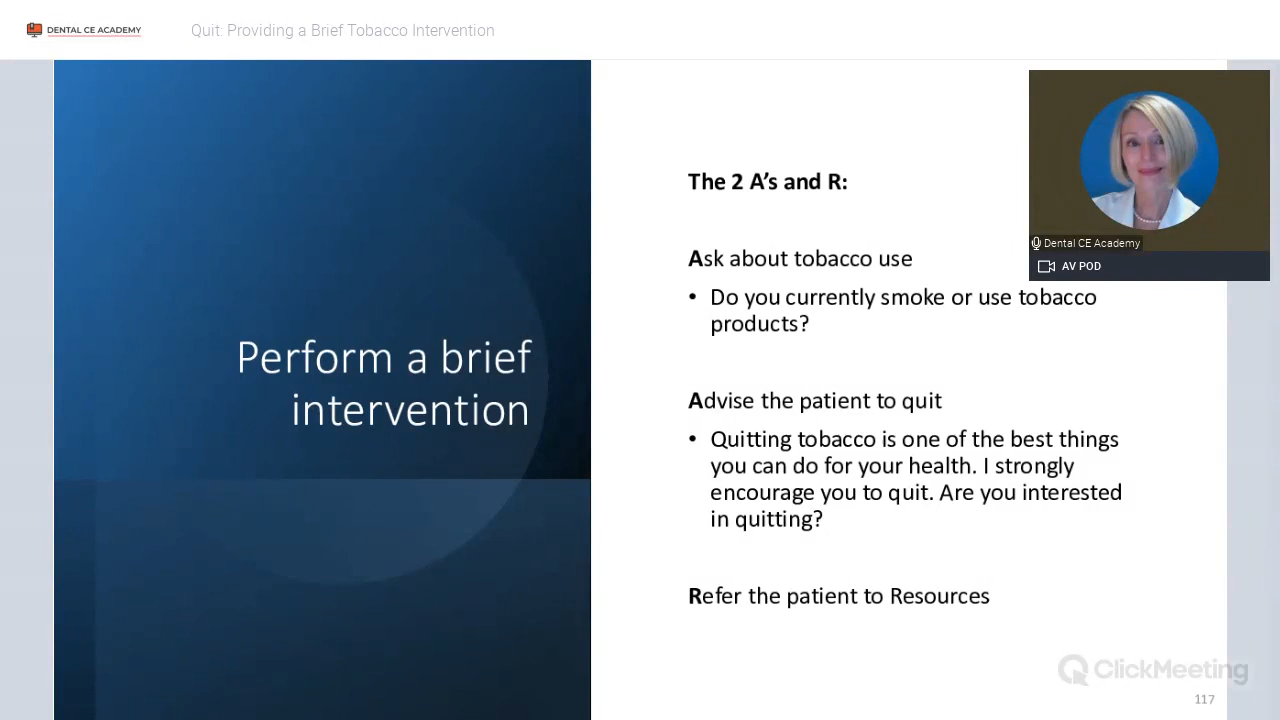 DENTAL CE ACADEMY
Quit: Providing a Brief Tobacco Intervention
Perform a brief
intervention
The 2 A's and R:
Ask about tobacco use
• Do you currently smoke or use tobacco
products?
Advise the patient to quit
• Quitting tobacco is one of the best things
you can do for your health. I strongly
encourage you to quit. Are you interested
in quitting?
Refer the patient to Resources
Dental CE Academy
AV POD
ClickMeeting
117